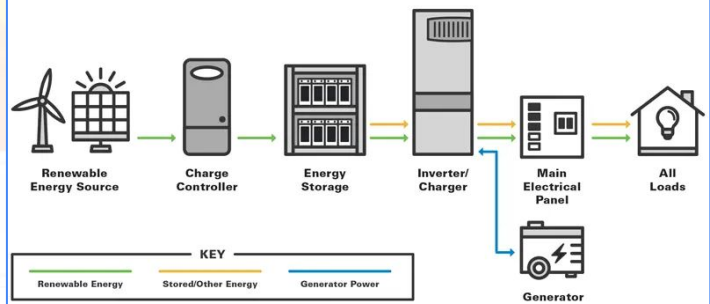 Renewable
Energy Source
Charge
Controller
Energy
Storage
Inverter/
Charger
Main
Electrical
Panel
All
Loads
Generator
KEY
Renewable Energy
Stored/Other Energy
Generator Power